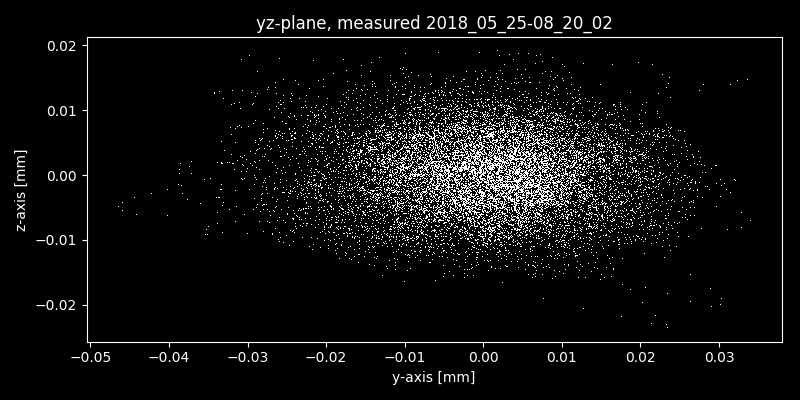 yz-plane, measured 2018_05_25-08_20_02
z-axis [mm]
0.02
0.01
0.00
−0.01
−0.02
−0.05 −0.04 −0.03 −0.02 −0.01 0.00 0.01 0.02 0.03
y-axis [mm]